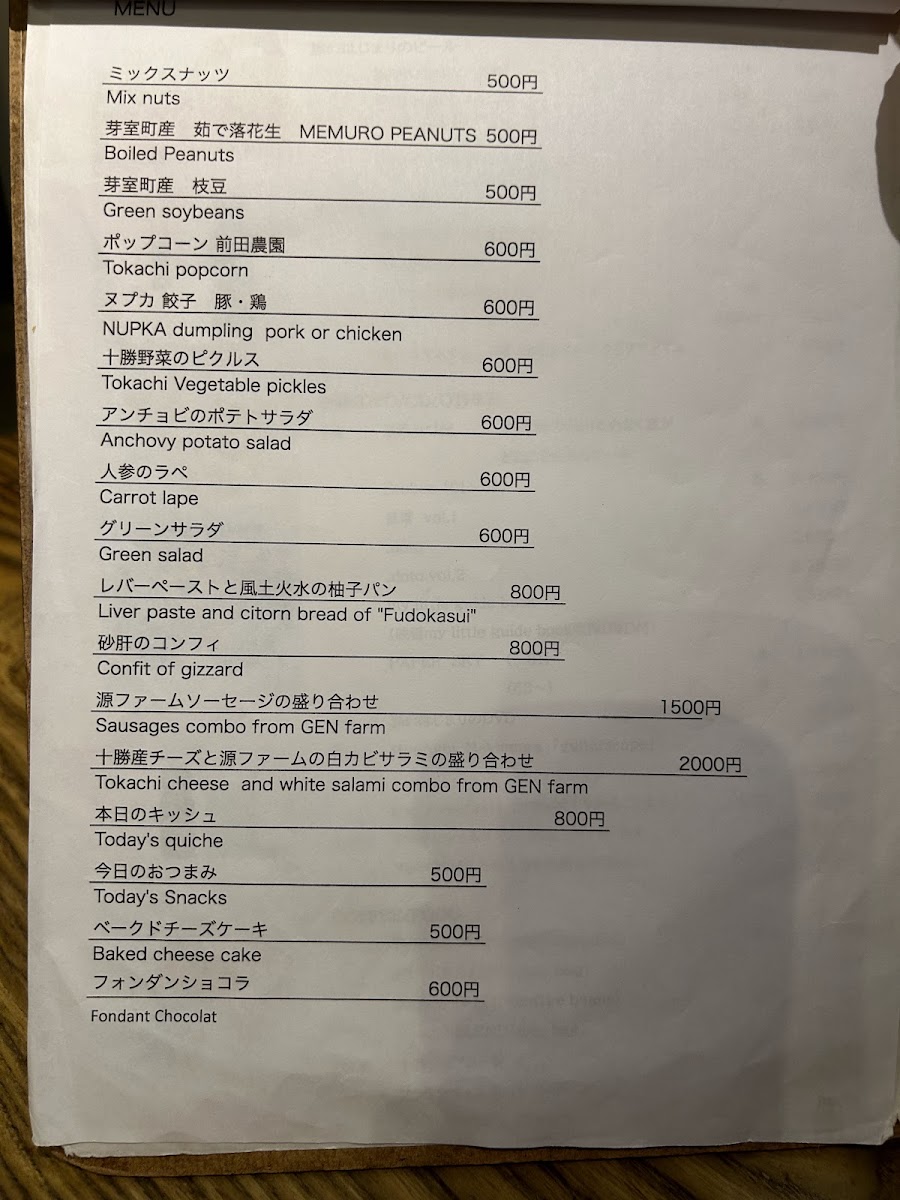 MENU
ミックスナッツ 500円
Mix nuts
芽室町産　茹で落花生　MEMURO PEANUTS 500円
Boiled Peanuts
芽室町産　枝豆 500円
Green soybeans
ポップコーン 前田農園 600円
Tokachi popcorn
ヌプカ 餃子　豚・鶏 600円
NUPKA dumpling pork or chicken
十勝野菜のピクルス 600円
Tokachi Vegetable pickles
アンチョビのポテトサラダ 600円
Anchovy potato salad
人参のラペ 600円
Carrot lape
グリーンサラダ 600円
Green salad
レバーペーストと風土火水の柚子パン 800円
Liver paste and citorn bread of "Fudokasui"
砂肝のコンフィ 800円
Confit of gizzard
源ファームソーセージの盛り合わせ 1500円
Sausages combo from GEN farm
十勝産チーズと源ファームの白カビサラミの盛り合わせ 2000円
Tokachi cheese and white salami combo from GEN farm
本日のキッシュ 800円
Today's quiche
今日のおつまみ 500円
Today's Snacks
ベークドチーズケーキ 500円
Baked cheese cake
フォンダンショコラ 600円
Fondant Chocolat